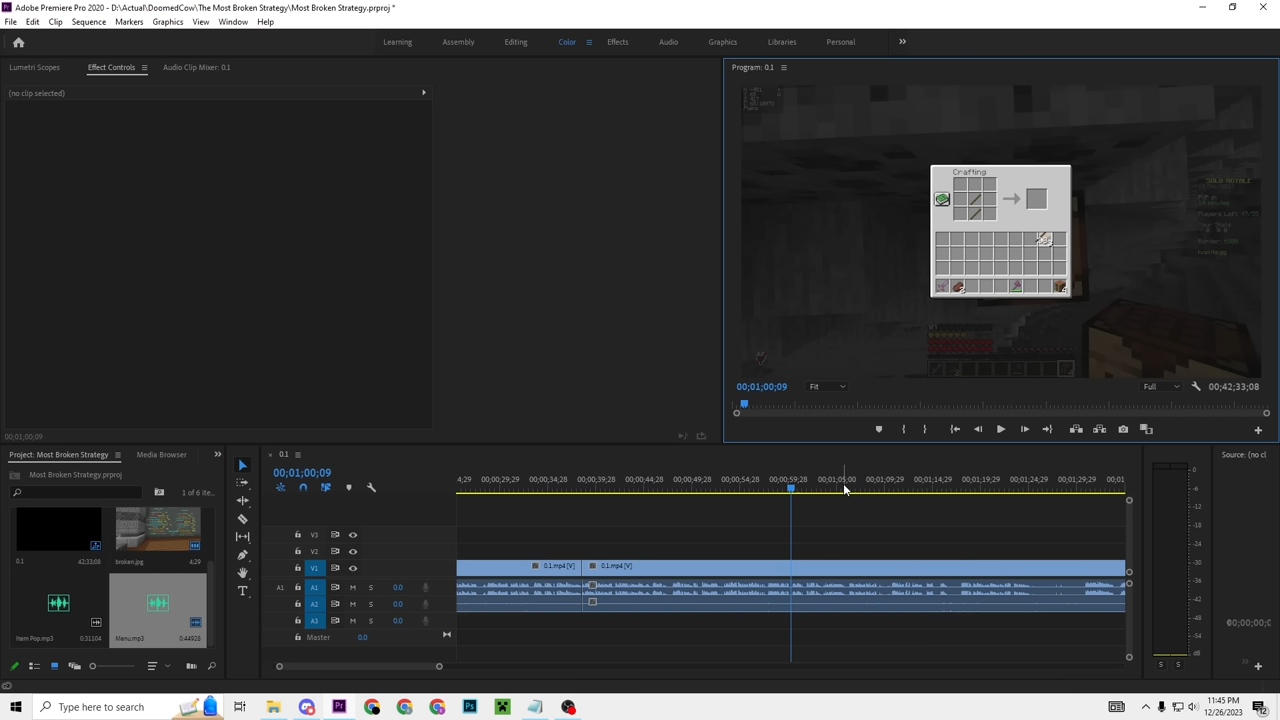 Adobe Premiere Pro 2020 - D:\Actual\DoomedCow\The Most Broken Strategy\Most Broken Strategy.prproj *
File Edit Clip Sequence Markers Graphics View Window Help
Learning Assembly Editing Color Effects Audio Graphics Libraries Personal
Lumetri Scopes Effect Controls Audio Clip Mixer: 0.1
Program: 0.1
(no clip selected)
Crafting
SOLO ROYALE
Players Left
00;01;00;09 Fit Full 00;42;33;08
00;01;00;09
Project: Most Broken Strategy Media Browser
0.1
Source: (no cl
Most Broken Strategy.prproj
00;01;00;09
1 of 6 ite...
4;29 00;00;29;29 00;00;34;28 00;00;39;28 00;00;44;28 00;00;49;28 00;00;54;28 00;00;59;28 00;01;05;00 00;01;09;29 00;01;14;29 00;01;19;29 00;01;24;29 00;01;29;29 00;01
0 -6 -12 -18 -24 -30 -36 -42 -48 -54 dB
V3
V2
V1 0.1.mp4 [V] 0.1.mp4 [V]
0.1 42;33;08 broken.jpg 4;29
A1 A1 M S 0.0
A2 M S 0.0
A3 M S 0.0
Master 0.0
Item Pop.mp3 0:31104 Menu.mp3 0:44928
S S
Type here to search
11:45 PM
12/26/2023